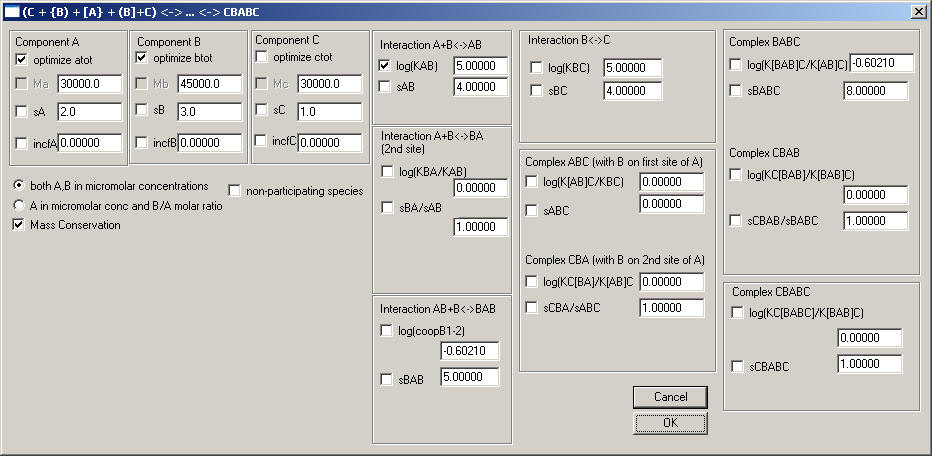 (C + {B) + [A} + (B]+C) <-> ... <-> CBABC
Component A
optimize atot
Ma 30000.0
sA 2.0
incfA 0.00000
Component B
optimize btot
Mb 45000.0
sB 3.0
incfB 0.00000
Component C
optimize ctot
Mc 30000.0
sC 1.0
incfC 0.00000
both A,B in micromolar concentrations
A in micromolar conc and B/A molar ratio
Mass Conservation
non-participating species
Interaction A+B<->AB
log(KAB) 5.00000
sAB 4.00000
Interaction A+B<->BA
(2nd site)
log(KBA/KAB)
0.00000
sBA/sAB
1.00000
Interaction AB+B<->BAB
log(coopB1-2)
-0.60210
sBAB 5.00000
Interaction B<->C
log(KBC) 5.00000
sBC 4.00000
Complex ABC (with B on first site of A)
log(K[AB]C/KBC) 0.00000
sABC 0.00000
Complex CBA (with B on 2nd site of A)
log(KC[BA]/K[AB]C 0.00000
sCBA/sABC 1.00000
Cancel
OK
Complex BABC
log(K[BAB]C/K[AB]C) -0.60210
sBABC 8.00000
Complex CBAB
log(KC[BAB]/K[BAB]C)
0.00000
sCBAB/sBABC 1.00000
Complex CBABC
log(KC[BABC]/K[BAB]C)
0.00000
sCBABC 1.00000